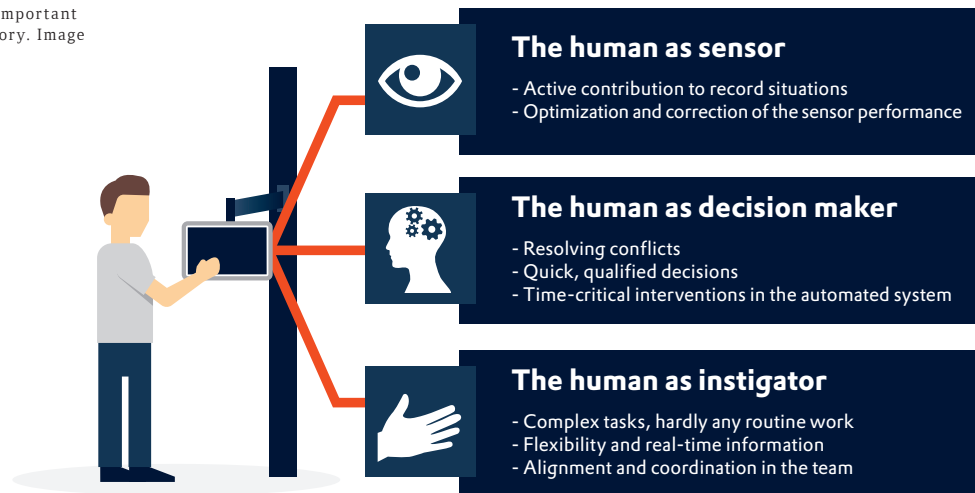 mportant
ory. Image
The human as sensor
- Active contribution to record situations
- Optimization and correction of the sensor performance
The human as decision maker
- Resolving conflicts
- Quick, qualified decisions
- Time-critical interventions in the automated system
The human as instigator
- Complex tasks, hardly any routine work
- Flexibility and real-time information
- Alignment and coordination in the team